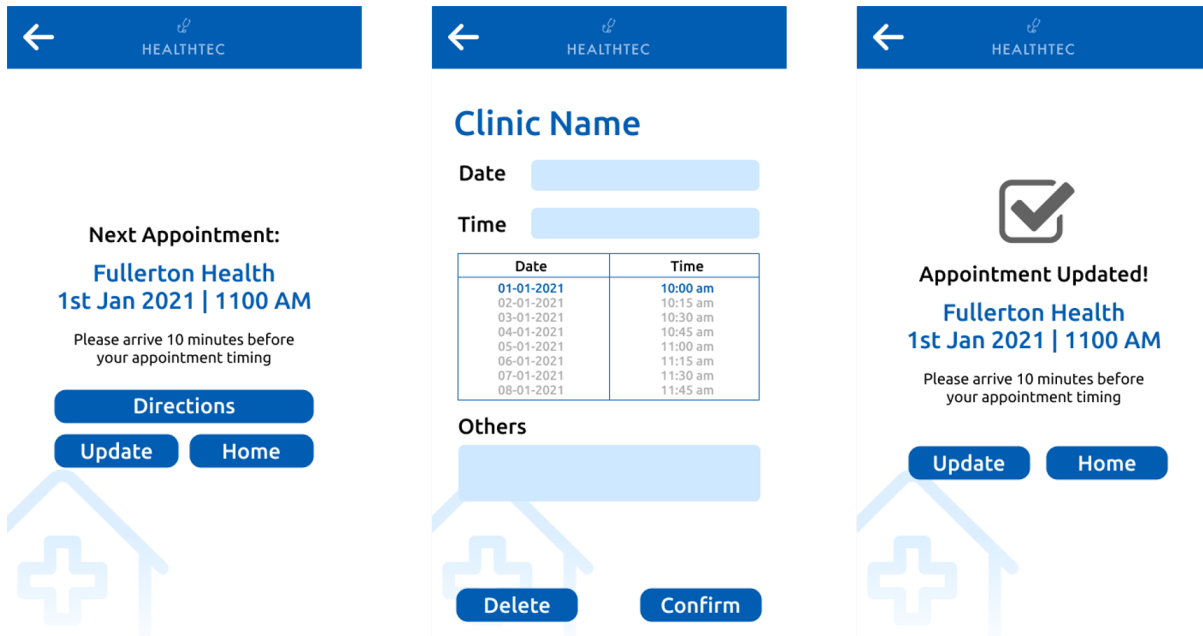 HEALTHTEC
Next Appointment:
Fullerton Health
1st Jan 2021 | 1100 AM
Please arrive 10 minutes before
your appointment timing
Directions
Update Home
HEALTHTEC
Clinic Name
Date
Time
Date Time
01-01-2021 10:00 am
02-01-2021 10:15 am
03-01-2021 10:30 am
04-01-2021 10:45 am
05-01-2021 11:00 am
06-01-2021 11:15 am
07-01-2021 11:30 am
08-01-2021 11:45 am
Others
Delete Confirm
HEALTHTEC
Appointment Updated!
Fullerton Health
1st Jan 2021 | 1100 AM
Please arrive 10 minutes before
your appointment timing
Update Home